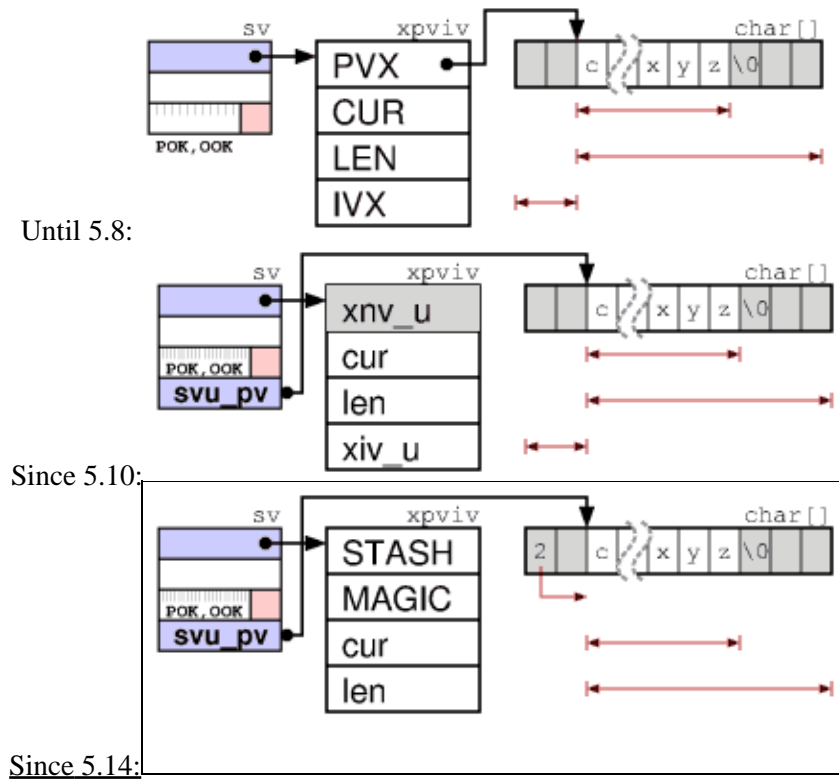 sv xpviv char[]
PVX c x y z \0
CUR
LEN
POK, OOK
IVX
Until 5.8:
sv xpviv char[]
xnv_u c x y z \0
cur
POK, OOK
svu_pv len
xiv_u
Since 5.10:
sv xpviv char[]
STASH 2 c x y z \0
MAGIC
POK, OOK
svu_pv cur
len
Since 5.14: